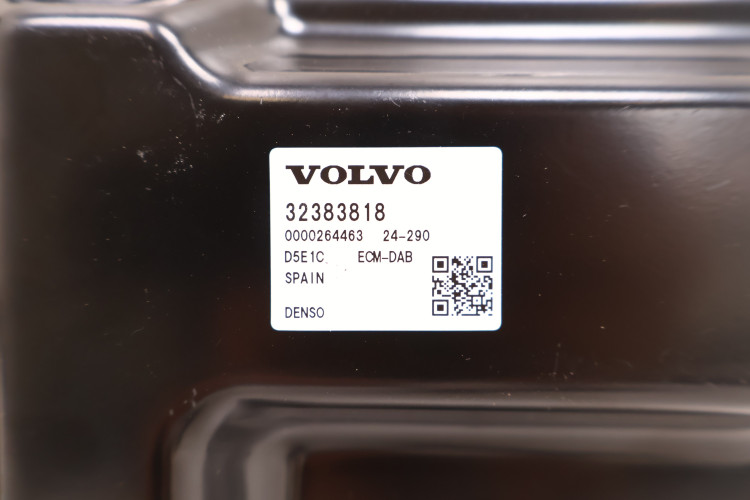 VOLVO
32383818
0000264463 24-290
D5E1C ECM-DAB
SPAIN
DENSO